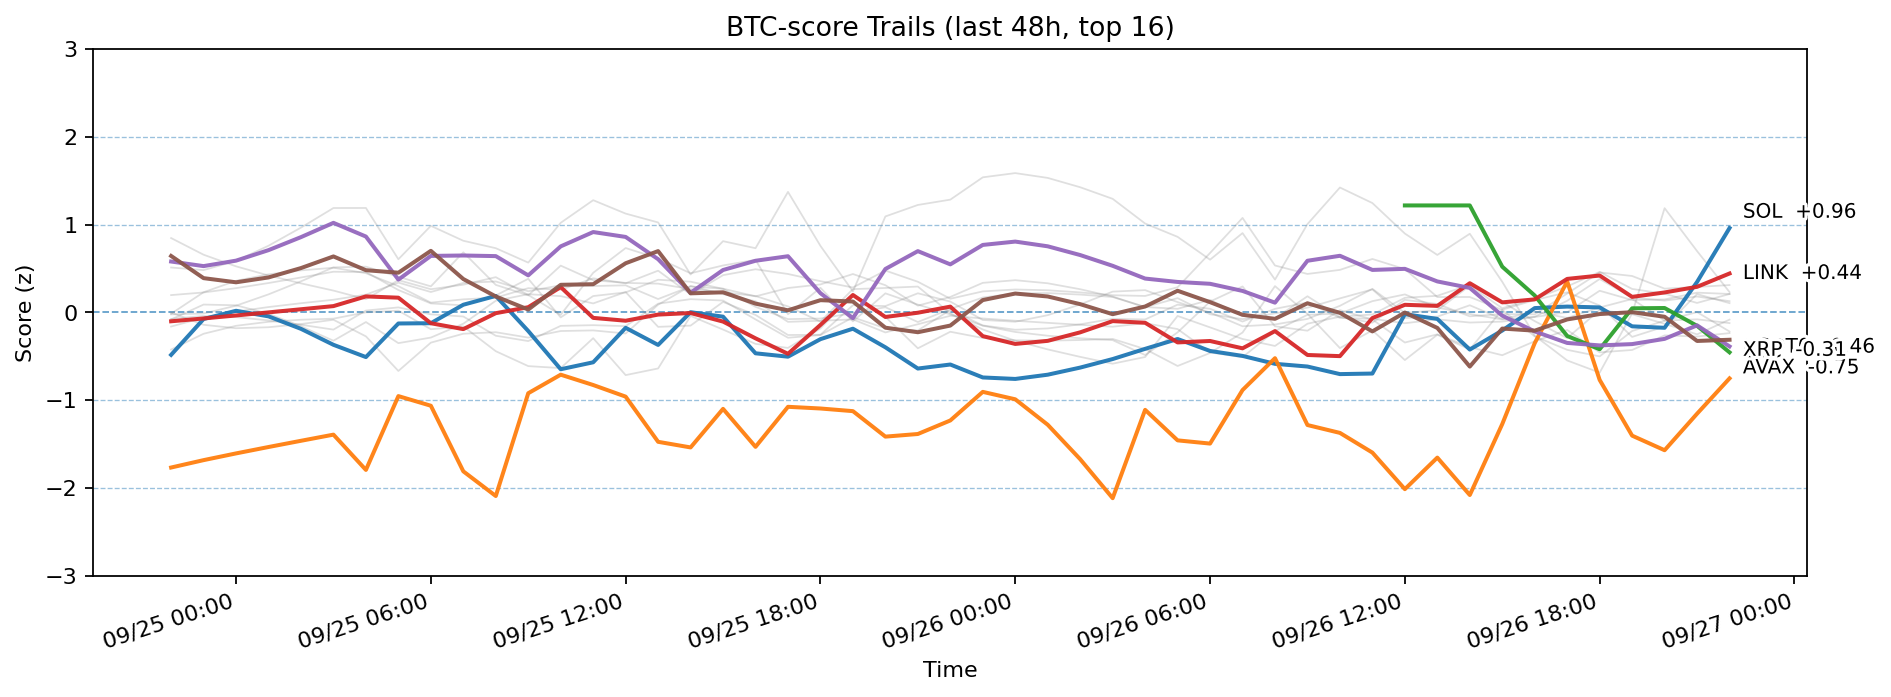 BTC-score Trails (last 48h, top 16)
Score (z)
3
2
1
0
−1
−2
−3
SOL +0.96
LINK +0.44
XRP -0.31
AVAX -0.75
09/25 00:00
09/25 06:00
09/25 12:00
09/25 18:00
09/26 00:00
09/26 06:00
09/26 12:00
09/26 18:00
09/27 00:00
Time